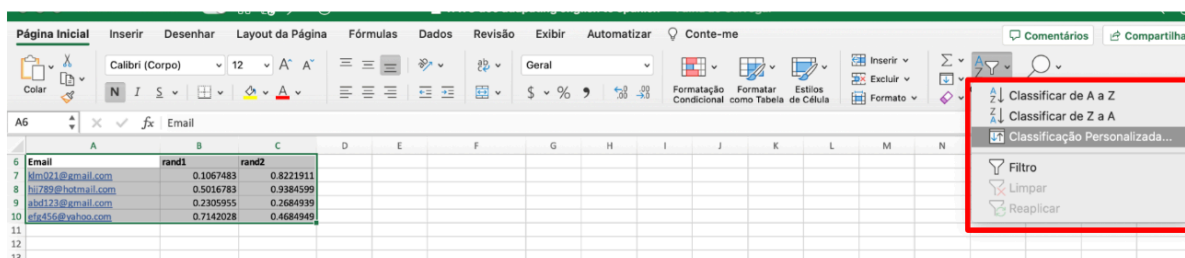 Página Inicial Inserir Desenhar Layout da Página Fórmulas Dados Revisão Exibir Automatizar Conte-me Comentários Compartilha
Colar
Calibri (Corpo) 12 A^ A˅
N I S A
Geral
$ % 9
Formatação Condicional
Formatar como Tabela
Estilos de Célula
Inserir
Excluir
Formato
Classificar de A a Z
Classificar de Z a A
Classificação Personalizada...
Filtro
Limpar
Reaplicar
A6 fx Email
A B C D E F G H I J K L M N
6 Email rand1 rand2
7 klm021@gmail.com 0.1067483 0.8221911
8 hij789@hotmail.com 0.5016783 0.9384599
9 abd123@gmail.com 0.2305955 0.2684939
10 efg456@yahoo.com 0.7142028 0.4684949
11
12
13